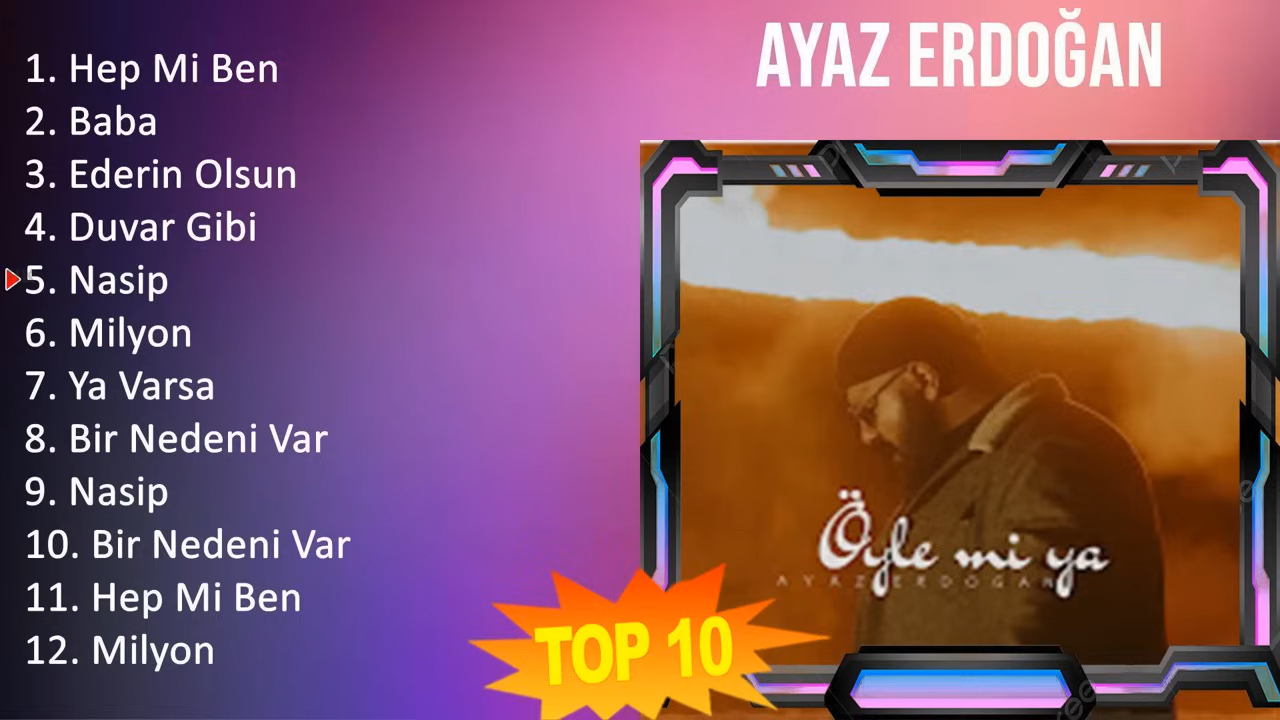 AYAZ ERDOĞAN
1. Hep Mi Ben
2. Baba
3. Ederin Olsun
4. Duvar Gibi
5. Nasip
6. Milyon
7. Ya Varsa
8. Bir Nedeni Var
9. Nasip
10. Bir Nedeni Var
11. Hep Mi Ben
12. Milyon
Öyle mi ya
AYAZ ERDOĞAN
TOP 10